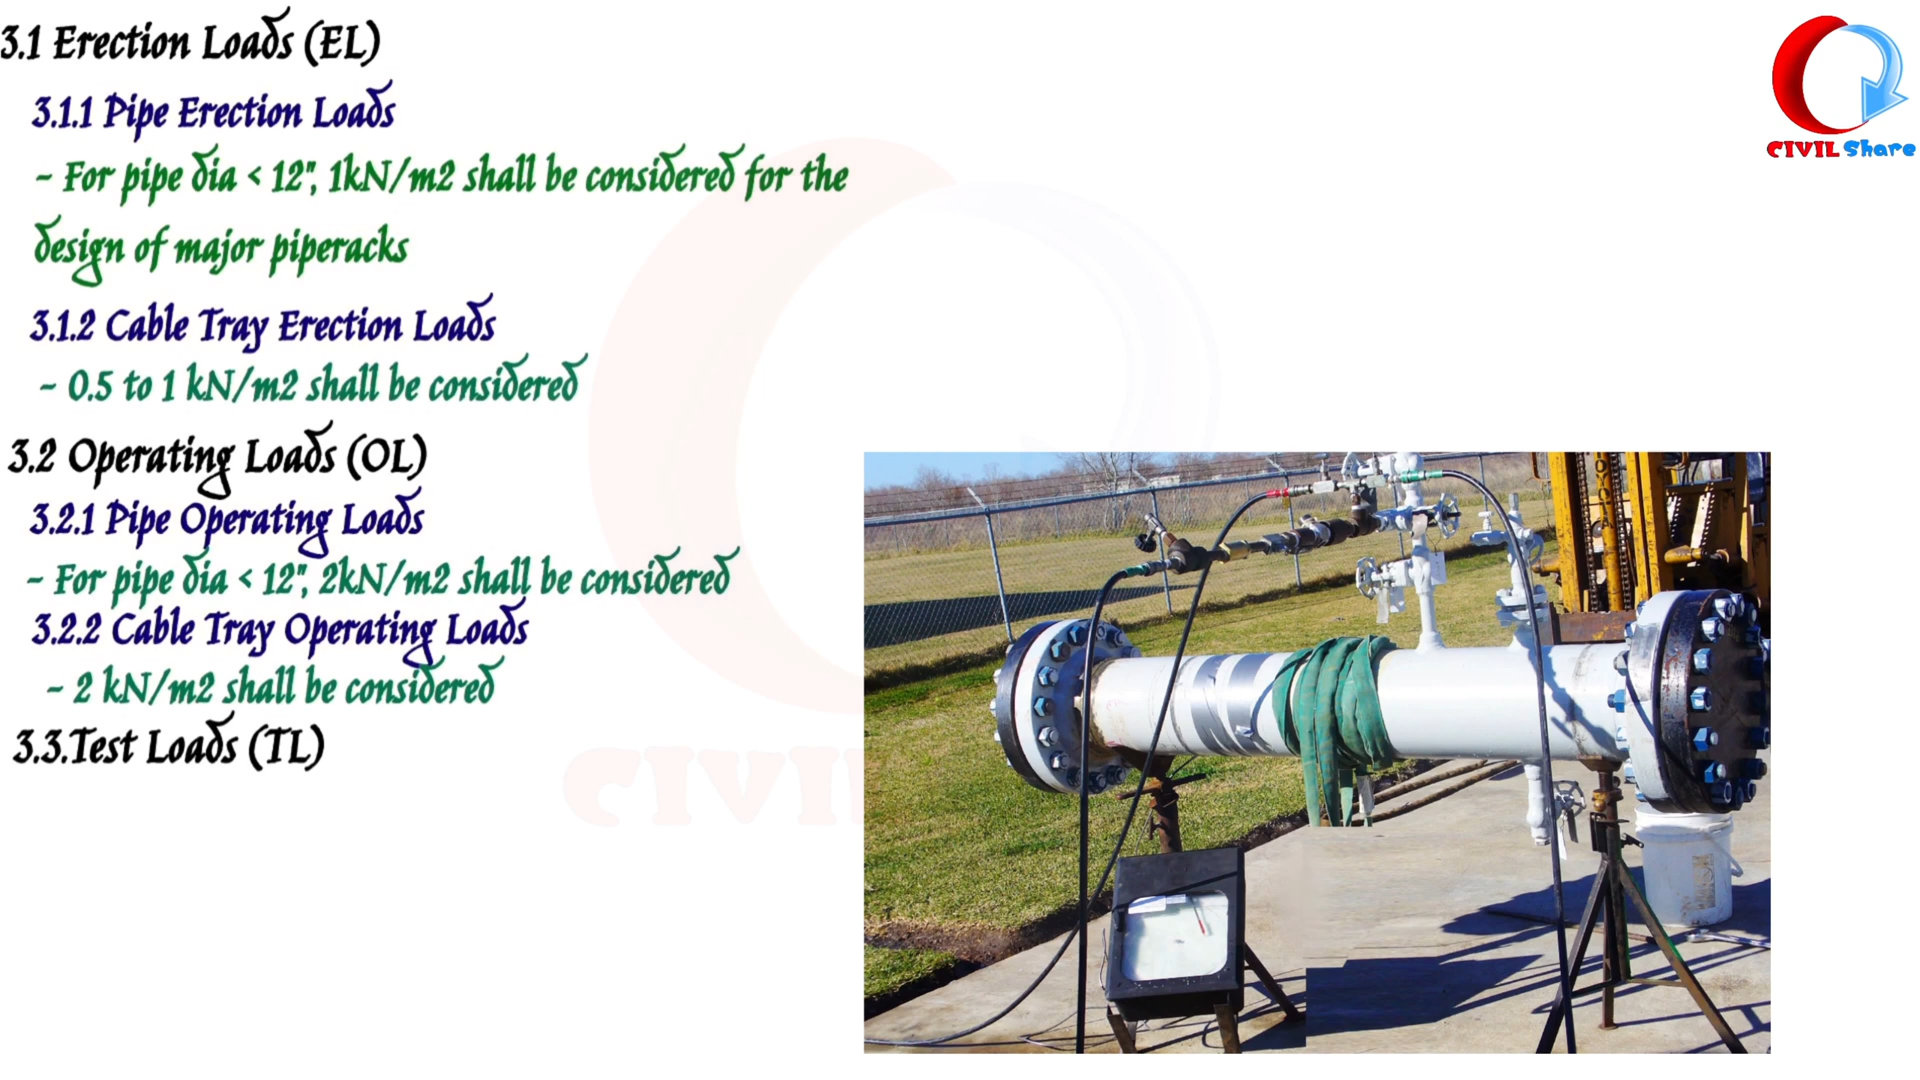 3.1 Erection Loads (EL)
3.1.1 Pipe Erection Loads
- For pipe dia < 12", 1kN/m2 shall be considered for the
design of major piperacks
3.1.2 Cable Tray Erection Loads
- 0.5 to 1 kN/m2 shall be considered
3.2 Operating Loads (OL)
3.2.1 Pipe Operating Loads
- For pipe dia < 12", 2kN/m2 shall be considered
3.2.2 Cable Tray Operating Loads
- 2 kN/m2 shall be considered
3.3.Test Loads (TL)
CIVIL Share
CIVIL